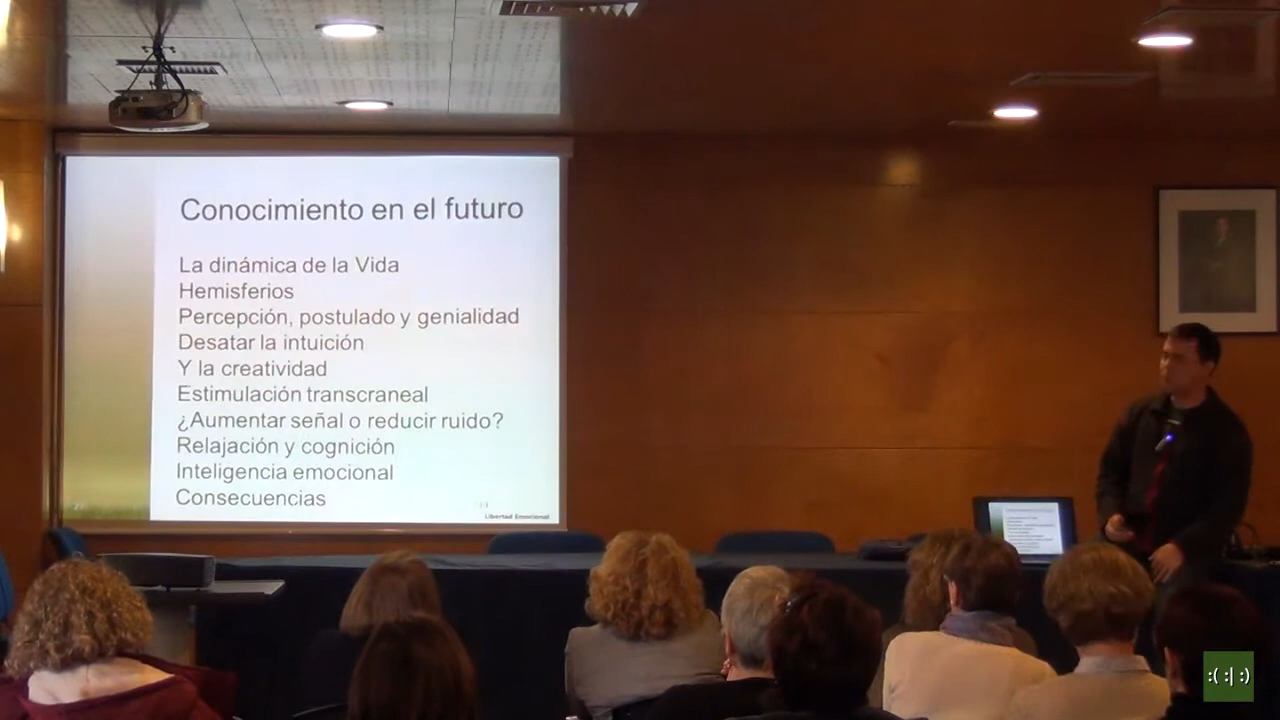 Conocimiento en el futuro
La dinámica de la Vida
Hemisferios
Percepción, postulado y genialidad
Desatar la intuición
Y la creatividad
Estimulación transcraneal
¿Aumentar señal o reducir ruido?
Relajación y cognición
Inteligencia emocional
Consecuencias
Libertad Emocional
:( :| :)